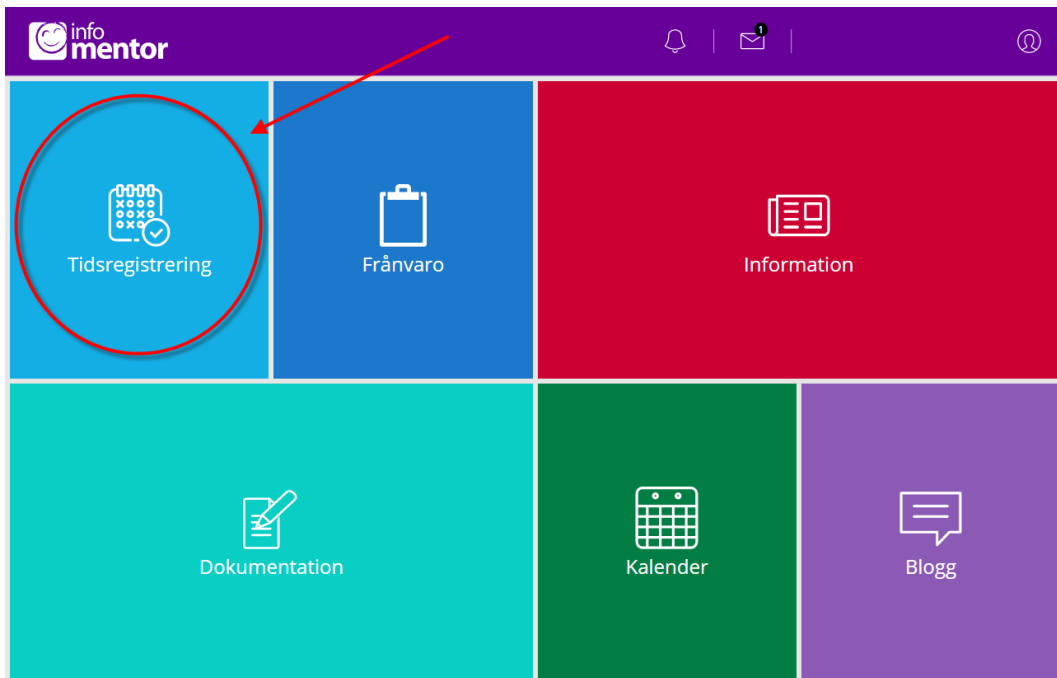 info
mentor
1
Tidsregistrering
Frånvaro
Information
Dokumentation
Kalender
Blogg